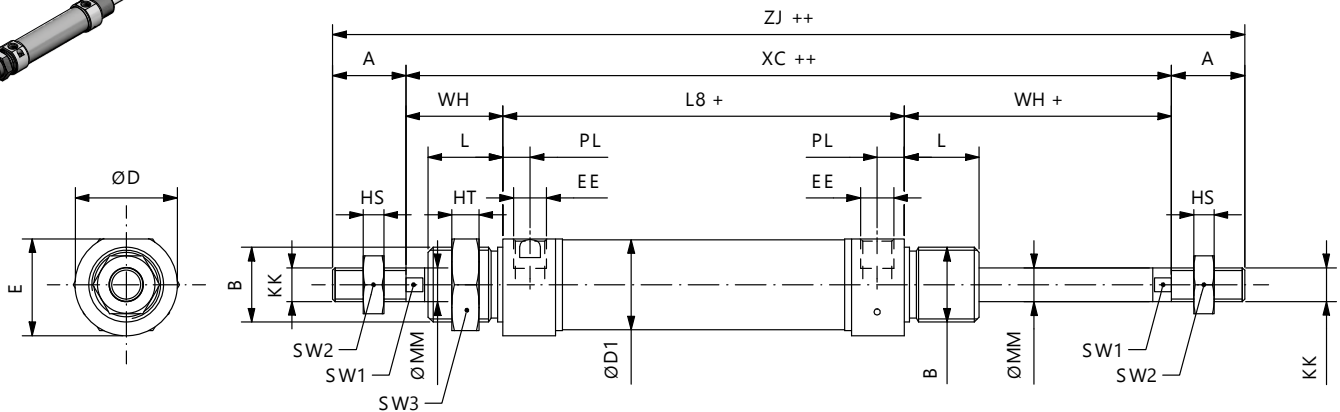 ZJ ++
A XC ++ A
WH L8 + WH +
L PL PL L
ØD HS HT EE EE HS
E B KK ØMM ØD1 B ØMM KK
SW2 SW1
SW1 SW2
SW3